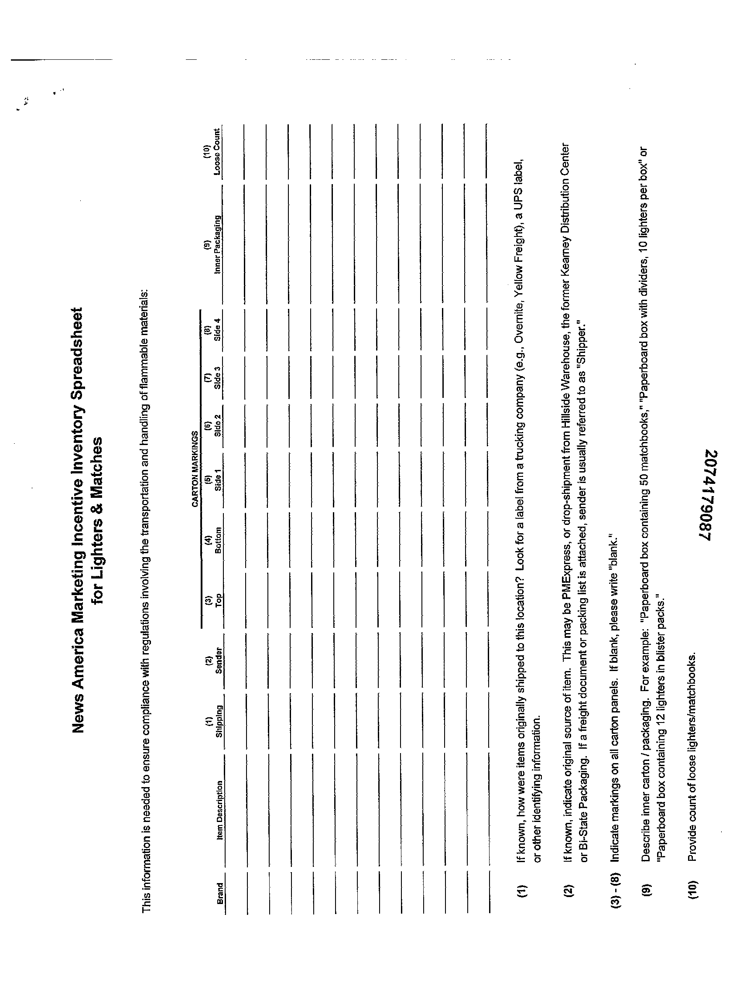 News America Marketing Incentive Inventory Spreadsheet
for Lighters & Matches
This information is needed to ensure compliance with regulations involving the transportation and handling of flammable materials:
CARTON MARKINGS
(1) (2) (3) (4) (5) (6) (7) (8) (9) (10)
Brand Item Description Shipping Sender Top Bottom Side 1 Side 2 Side 3 Side 4 Inner Packaging Loose Count
(1) If known, how were items originally shipped to this location? Look for a label from a trucking company (e.g., Overnite, Yellow Freight), a UPS label,
or other identifying information.
(2) If known, indicate original source of item. This may be PMExpress, or drop-shipment from Hillside Warehouse, the former Kearney Distribution Center
or Bi-State Packaging. If a freight document or packing list is attached, sender is usually referred to as "Shipper."
(3) - (8) Indicate markings on all carton panels. If blank, please write "blank."
(9) Describe inner carton / packaging. For example: "Paperboard box containing 50 matchbooks," "Paperboard box with dividers, 10 lighters per box" or
"Paperboard box containing 12 lighters in blister packs."
(10) Provide count of loose lighters/matchbooks.
2074179087